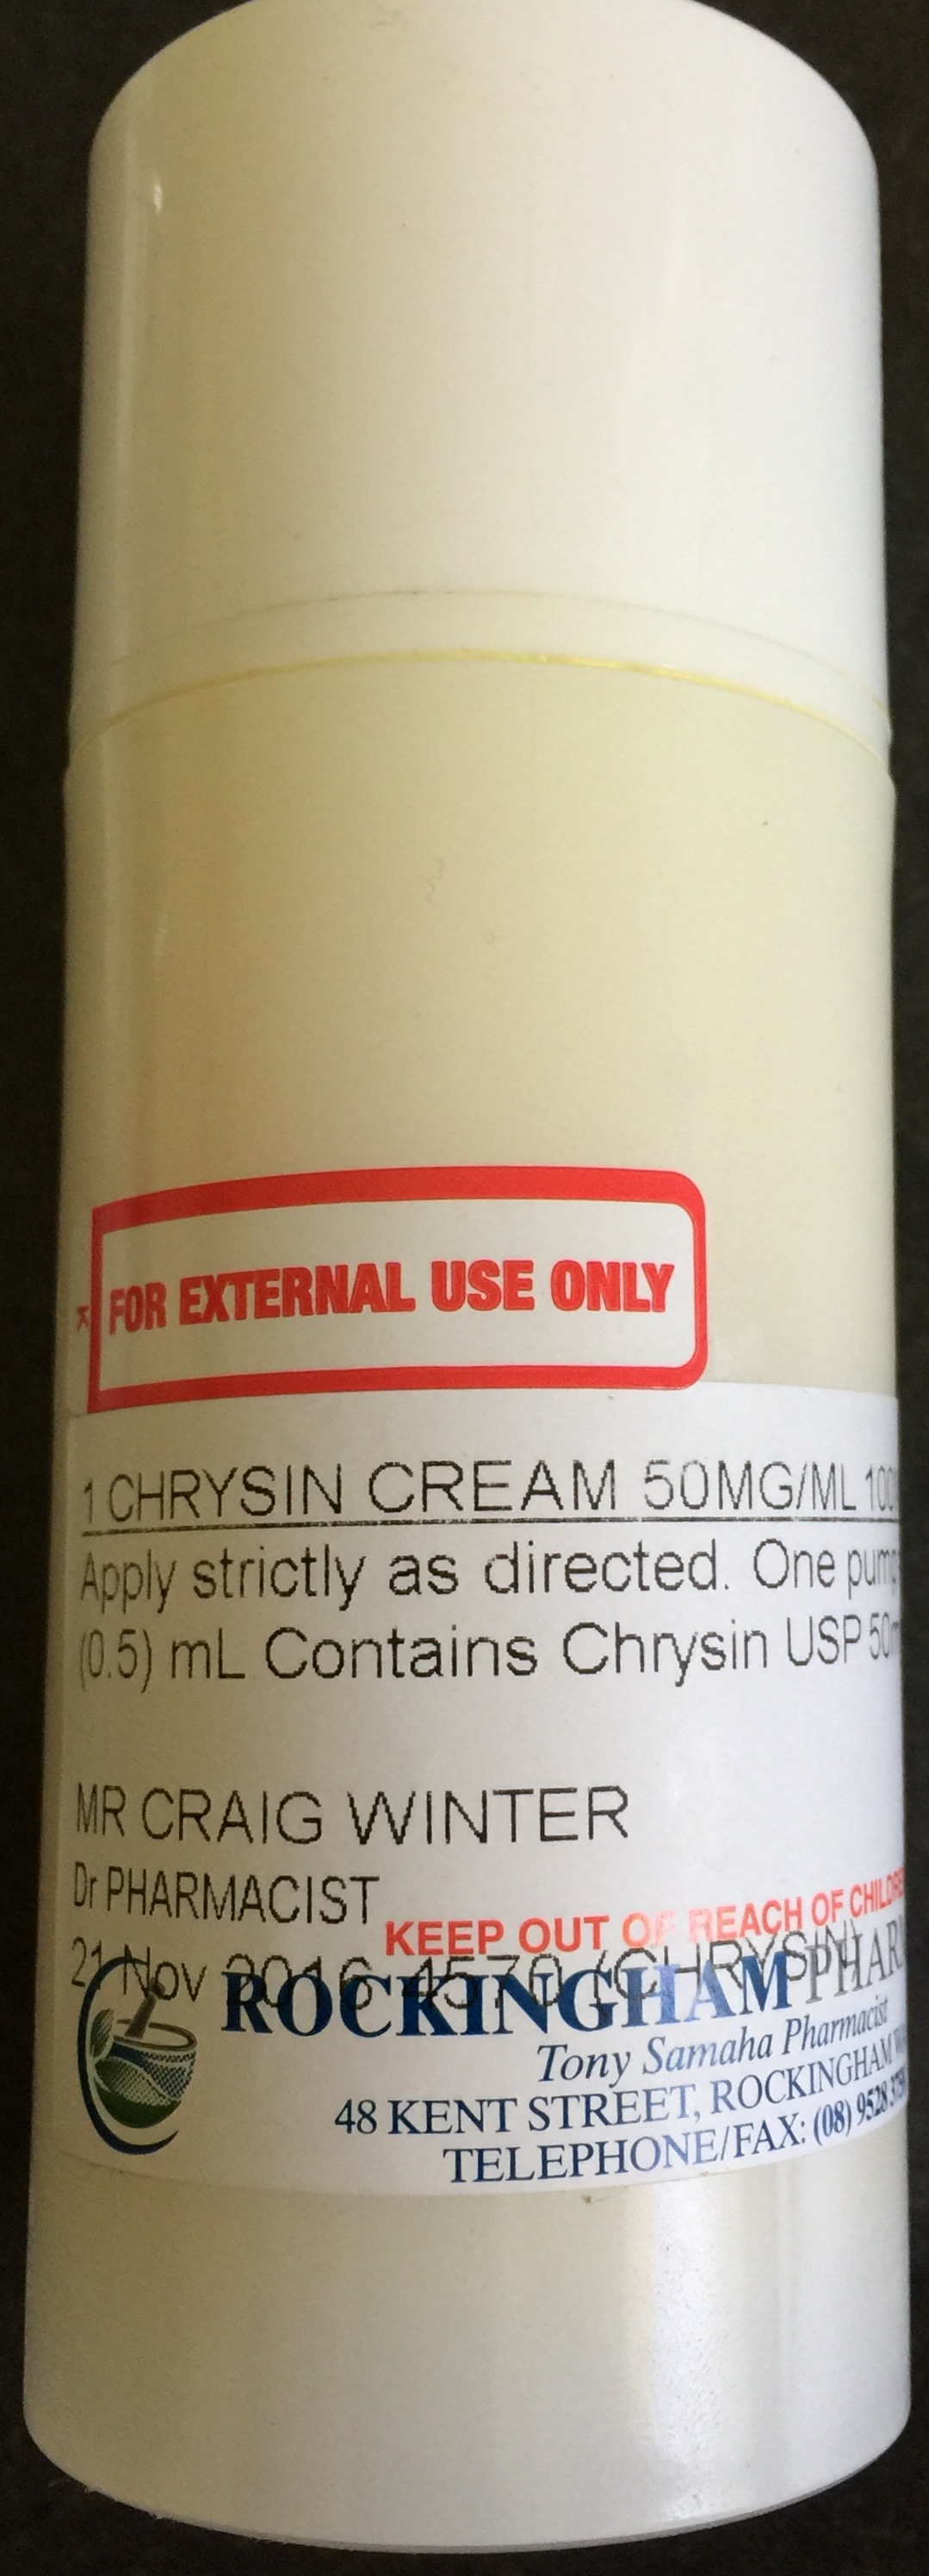 FOR EXTERNAL USE ONLY
1 CHRYSIN CREAM 50MG/ML
Apply strictly as directed. One
(0.5) mL Contains Chrysin USP
MR CRAIG WINTER
Dr PHARMACIST
KEEP OUT OF REACH OF
21 Nov 2016 4570 (CHRYSIN)
ROCKINGHAM
Tony Samaha Pharmacist
48 KENT STREET, ROCKINGHAM
TELEPHONE/FAX: (08) 9528